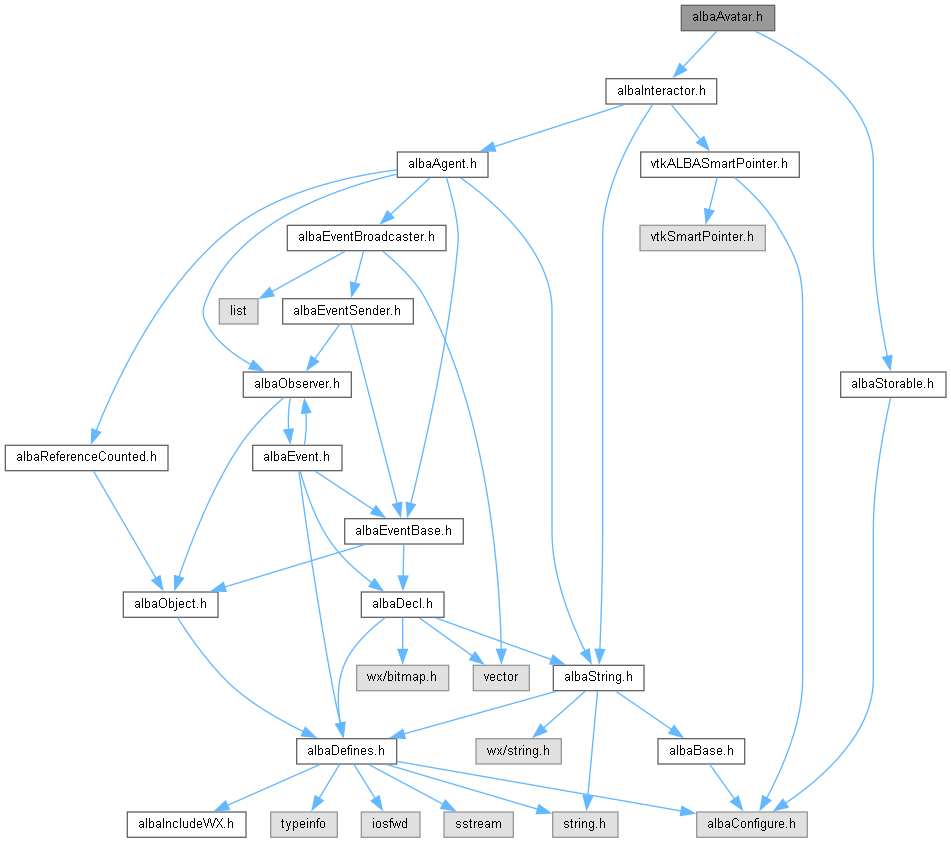 albaAvatar.h
albaInteractor.h
albaAgent.h
vtkALBASmartPointer.h
albaEventBroadcaster.h
vtkSmartPointer.h
list
albaEventSender.h
albaObserver.h
albaStorable.h
albaReferenceCounted.h
albaEvent.h
albaEventBase.h
albaObject.h
albaDecl.h
wx/bitmap.h
vector
albaString.h
albaDefines.h
wx/string.h
albaBase.h
albaIncludeWX.h
typeinfo
iosfwd
sstream
string.h
albaConfigure.h